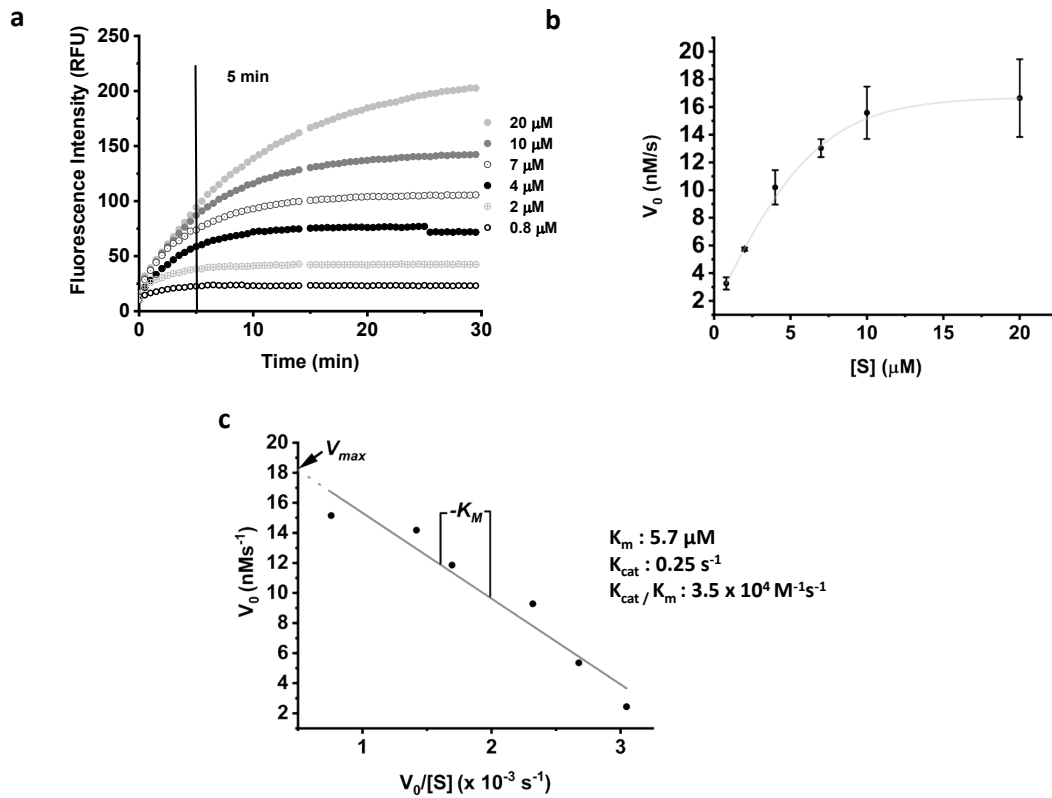 a
Fluorescence Intensity (RFU)
250
200
150
100
50
0
0
10
20
30
Time (min)
5 min
20 μM
10 μM
7 μM
4 μM
2 μM
0.8 μM
b
V0 (nM/s)
20
18
16
14
12
10
8
6
4
2
0
5
10
15
20
[S] (μM)
c
V0 (nMs-1)
20
18
16
14
12
10
8
6
4
2
Vmax
-KM
1
2
3
V0/[S] (x 10-3 s-1)
Km : 5.7 μM
Kcat : 0.25 s-1
Kcat / Km : 3.5 x 104 M-1s-1